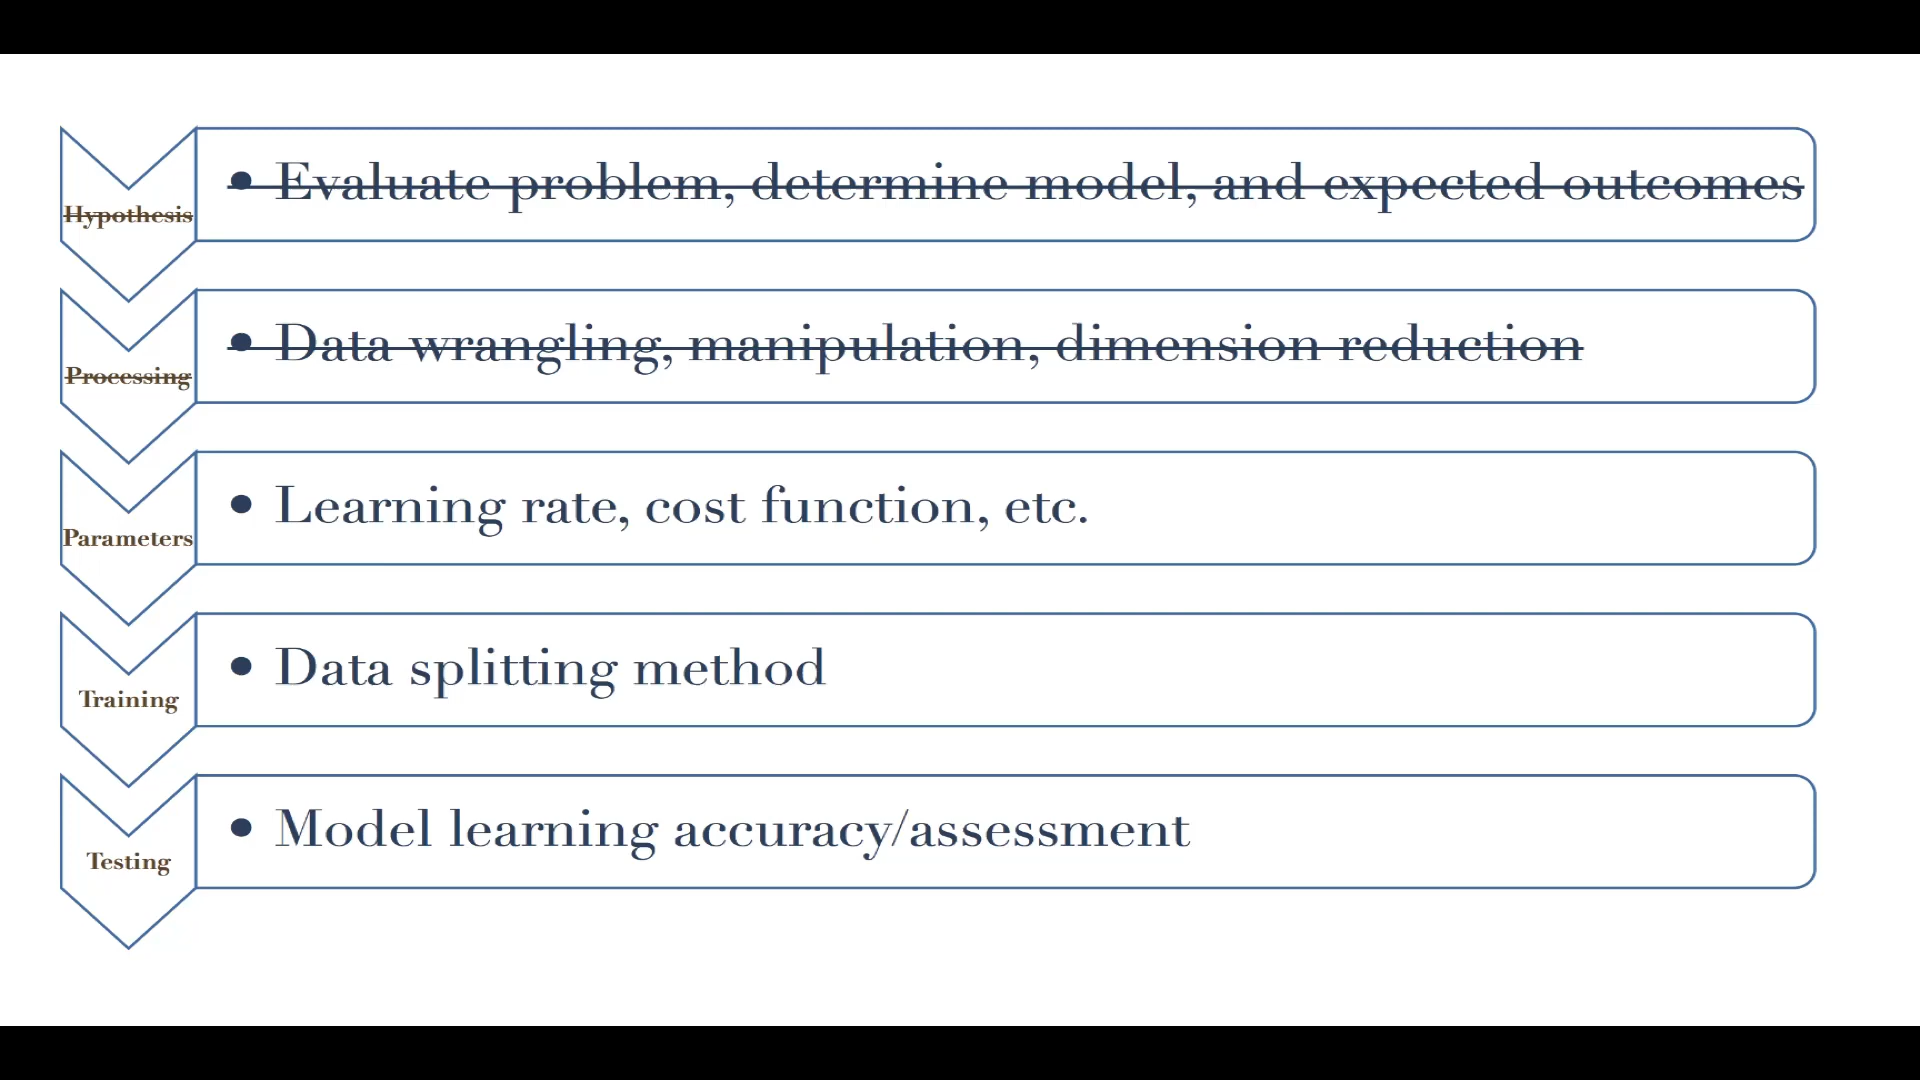 Hypothesis
• Evaluate problem, determine model, and expected outcomes
Processing
• Data wrangling, manipulation, dimension reduction
Parameters
• Learning rate, cost function, etc.
Training
• Data splitting method
Testing
• Model learning accuracy/assessment